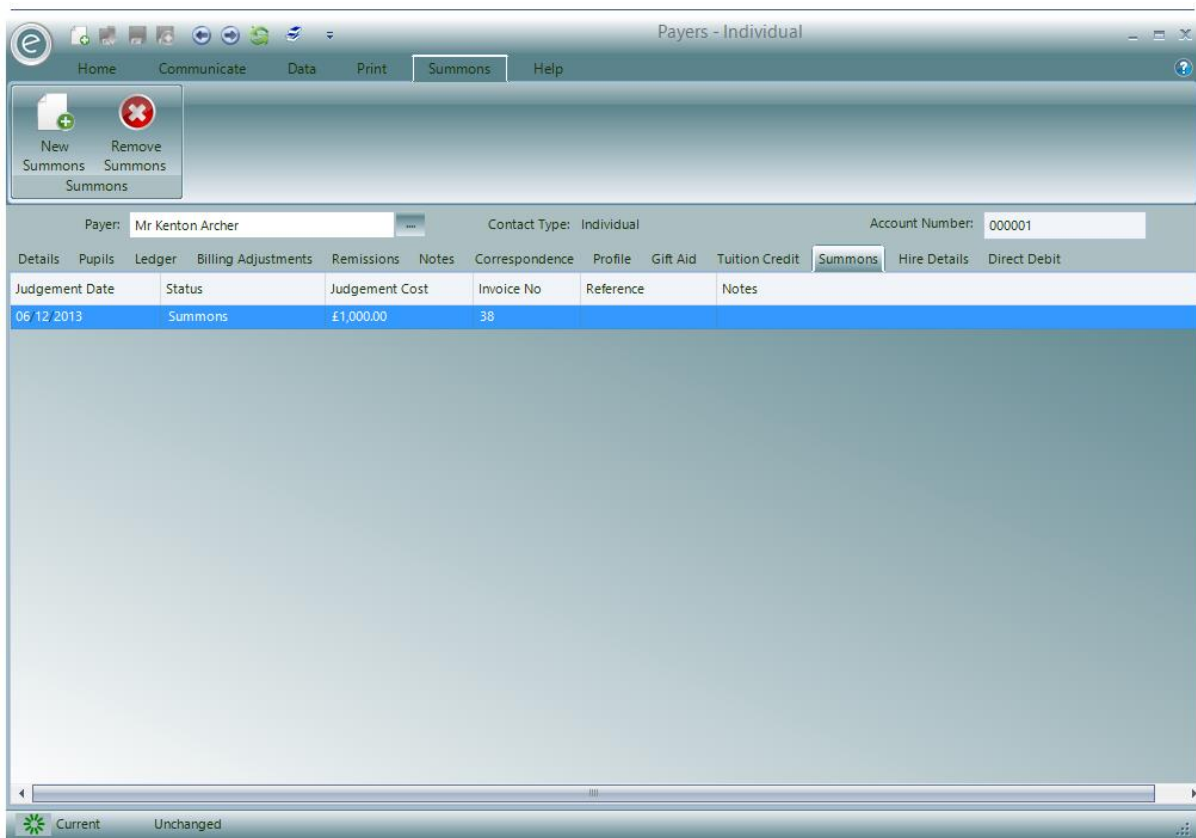 Payers - Individual
Home Communicate Data Print Summons Help
New Summons
Remove Summons
Summons
Payer: Mr Kenton Archer ... Contact Type: Individual Account Number: 000001
Details Pupils Ledger Billing Adjustments Remissions Notes Correspondence Profile Gift Aid Tuition Credit Summons Hire Details Direct Debit
Judgement Date Status Judgement Cost Invoice No Reference Notes
06/12/2013 Summons £1,000.00 38
Current Unchanged